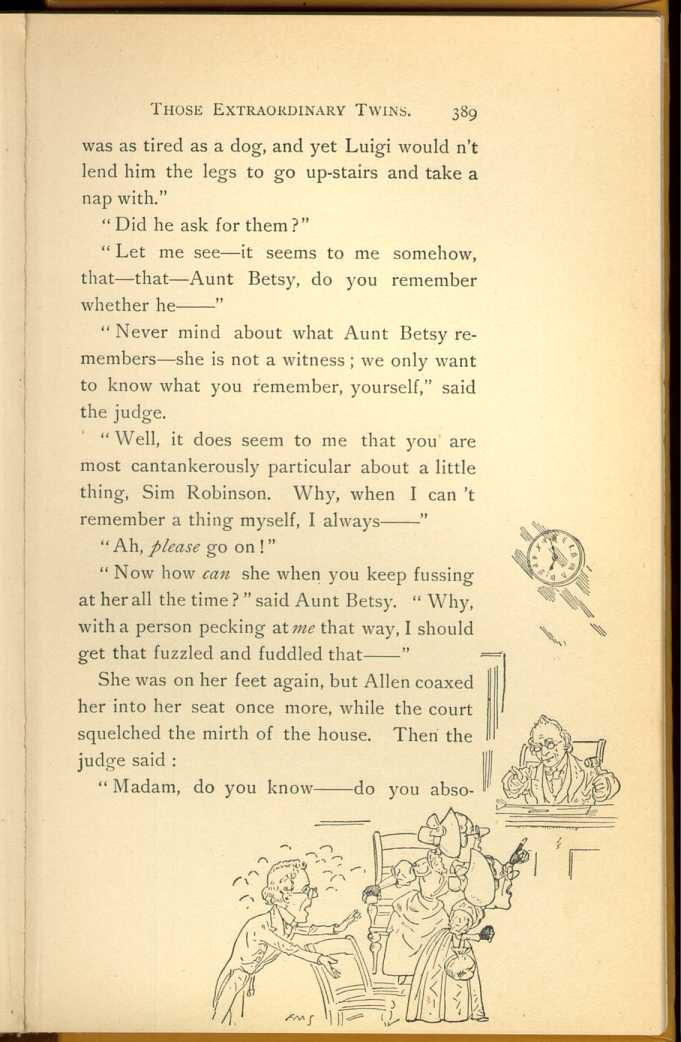 THOSE EXTRAORDINARY TWINS. 389
was as tired as a dog, and yet Luigi would n't
lend him the legs to go up-stairs and take a
nap with."
"Did he ask for them?"
"Let me see—it seems to me somehow,
that—that—Aunt Betsy, do you remember
whether he——"
"Never mind about what Aunt Betsy re-
members—she is not a witness; we only want
to know what you remember, yourself," said
the judge.
"Well, it does seem to me that you are
most cantankerously particular about a little
thing, Sim Robinson. Why, when I can 't
remember a thing myself, I always——"
"Ah, please go on!"
"Now how can she when you keep fussing
at her all the time?" said Aunt Betsy. "Why,
with a person pecking at me that way, I should
get that fuzzled and fuddled that——"
She was on her feet again, but Allen coaxed
her into her seat once more, while the court
squelched the mirth of the house. Then the
judge said:
"Madam, do you know——do you abso-
FMS